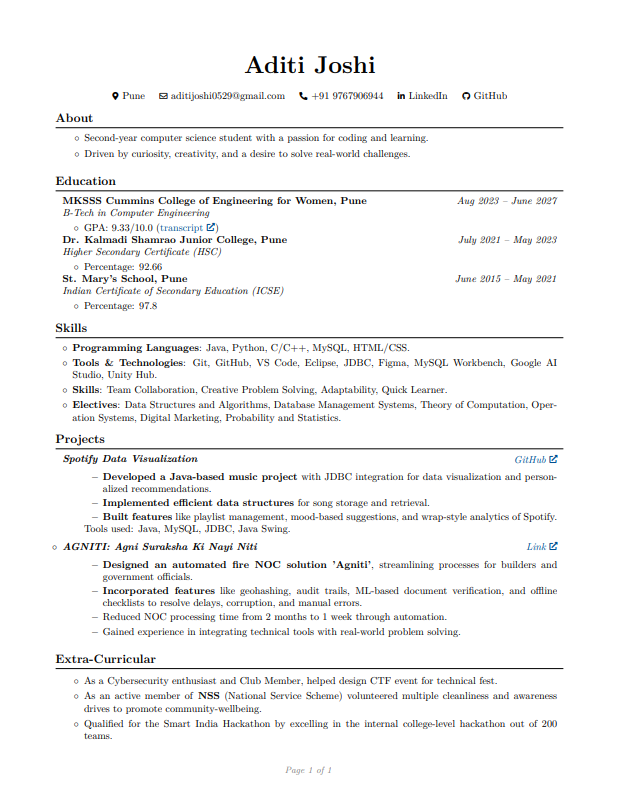 Aditi Joshi
Pune aditijoshi0529@gmail.com +91 9767906944 LinkedIn GitHub
About
◦ Second-year computer science student with a passion for coding and learning.
◦ Driven by curiosity, creativity, and a desire to solve real-world challenges.
Education
MKSSS Cummins College of Engineering for Women, Pune Aug 2023 – June 2027
B-Tech in Computer Engineering
◦ GPA: 9.33/10.0 (transcript)
Dr. Kalmadi Shamrao Junior College, Pune July 2021 – May 2023
Higher Secondary Certificate (HSC)
◦ Percentage: 92.66
St. Mary's School, Pune June 2015 – May 2021
Indian Certificate of Secondary Education (ICSE)
◦ Percentage: 97.8
Skills
◦ Programming Languages: Java, Python, C/C++, MySQL, HTML/CSS.
◦ Tools & Technologies: Git, GitHub, VS Code, Eclipse, JDBC, Figma, MySQL Workbench, Google AI
Studio, Unity Hub.
◦ Skills: Team Collaboration, Creative Problem Solving, Adaptability, Quick Learner.
◦ Electives: Data Structures and Algorithms, Database Management Systems, Theory of Computation, Oper-
ation Systems, Digital Marketing, Probability and Statistics.
Projects
Spotify Data Visualization GitHub
– Developed a Java-based music project with JDBC integration for data visualization and person-
alized recommendations.
– Implemented efficient data structures for song storage and retrieval.
– Built features like playlist management, mood-based suggestions, and wrap-style analytics of Spotify.
Tools used: Java, MySQL, JDBC, Java Swing.
◦ AGNITI: Agni Suraksha Ki Nayi Niti Link
– Designed an automated fire NOC solution 'Agniti', streamlining processes for builders and
government officials.
– Incorporated features like geohashing, audit trails, ML-based document verification, and offline
checklists to resolve delays, corruption, and manual errors.
– Reduced NOC processing time from 2 months to 1 week through automation.
– Gained experience in integrating technical tools with real-world problem solving.
Extra-Curricular
◦ As a Cybersecurity enthusiast and Club Member, helped design CTF event for technical fest.
◦ As an active member of NSS (National Service Scheme) volunteered multiple cleanliness and awareness
drives to promote community-wellbeing.
◦ Qualified for the Smart India Hackathon by excelling in the internal college-level hackathon out of 200
teams.
Page 1 of 1